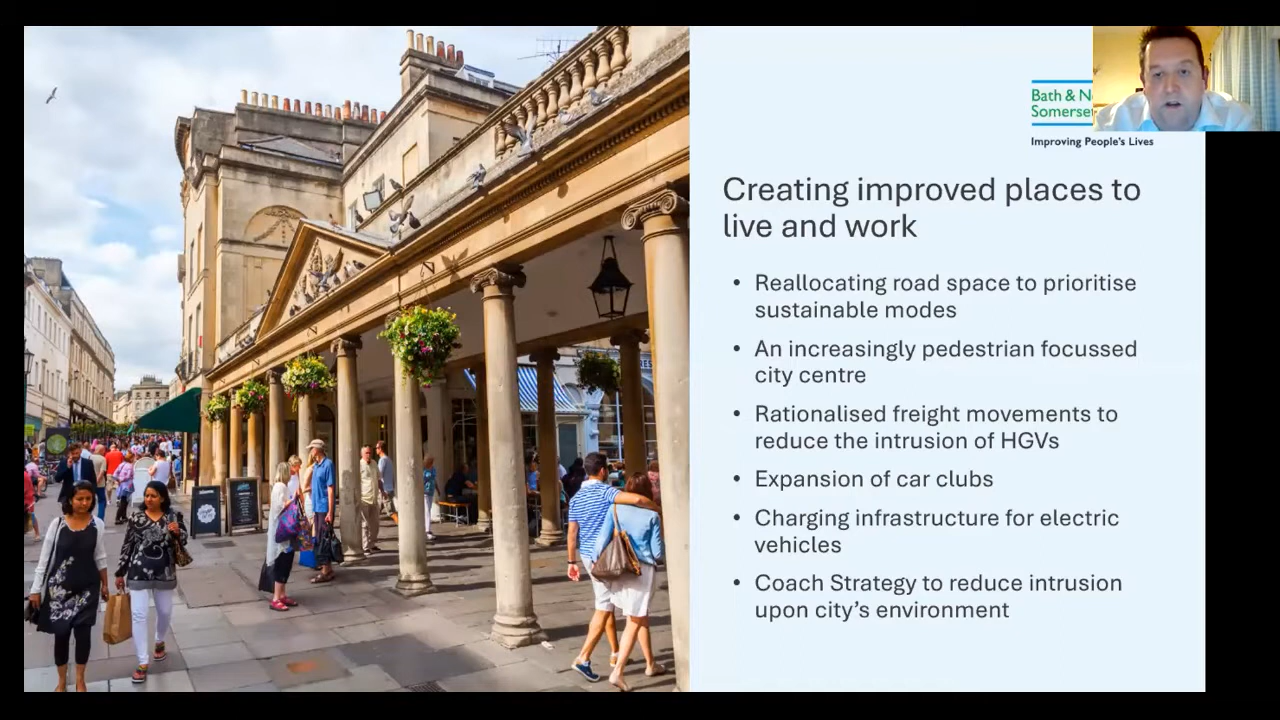 Bath & N
Somerse
Improving People's Lives
Creating improved places to
live and work
• Reallocating road space to prioritise
sustainable modes
• An increasingly pedestrian focussed
city centre
• Rationalised freight movements to
reduce the intrusion of HGVs
• Expansion of car clubs
• Charging infrastructure for electric
vehicles
• Coach Strategy to reduce intrusion
upon city's environment